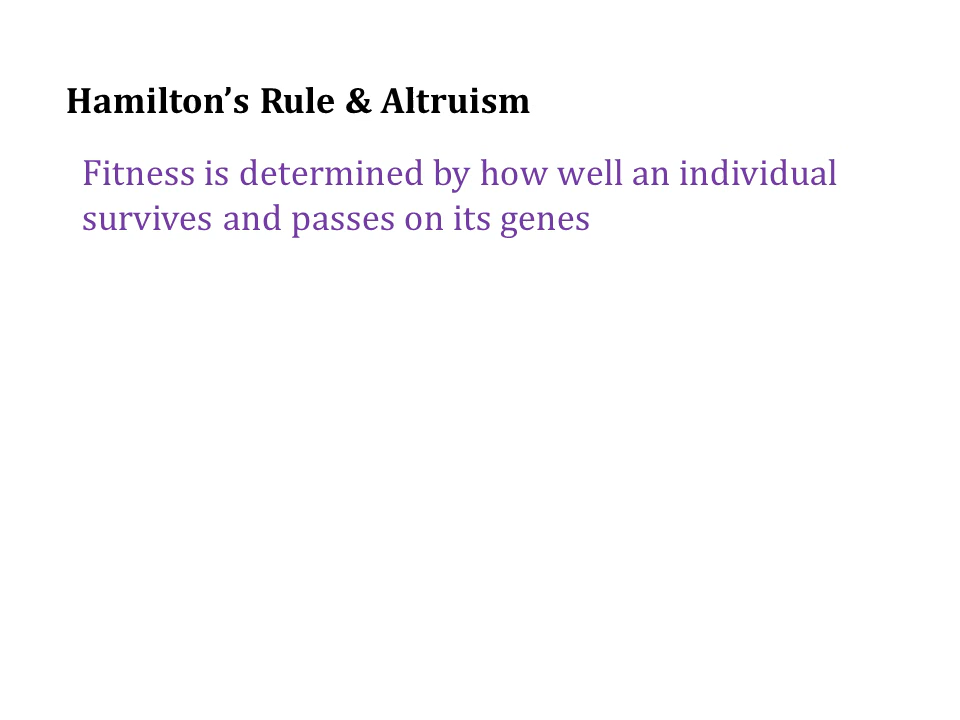 Hamilton’s Rule & Altruism
Fitness is determined by how well an individual
survives and passes on its genes